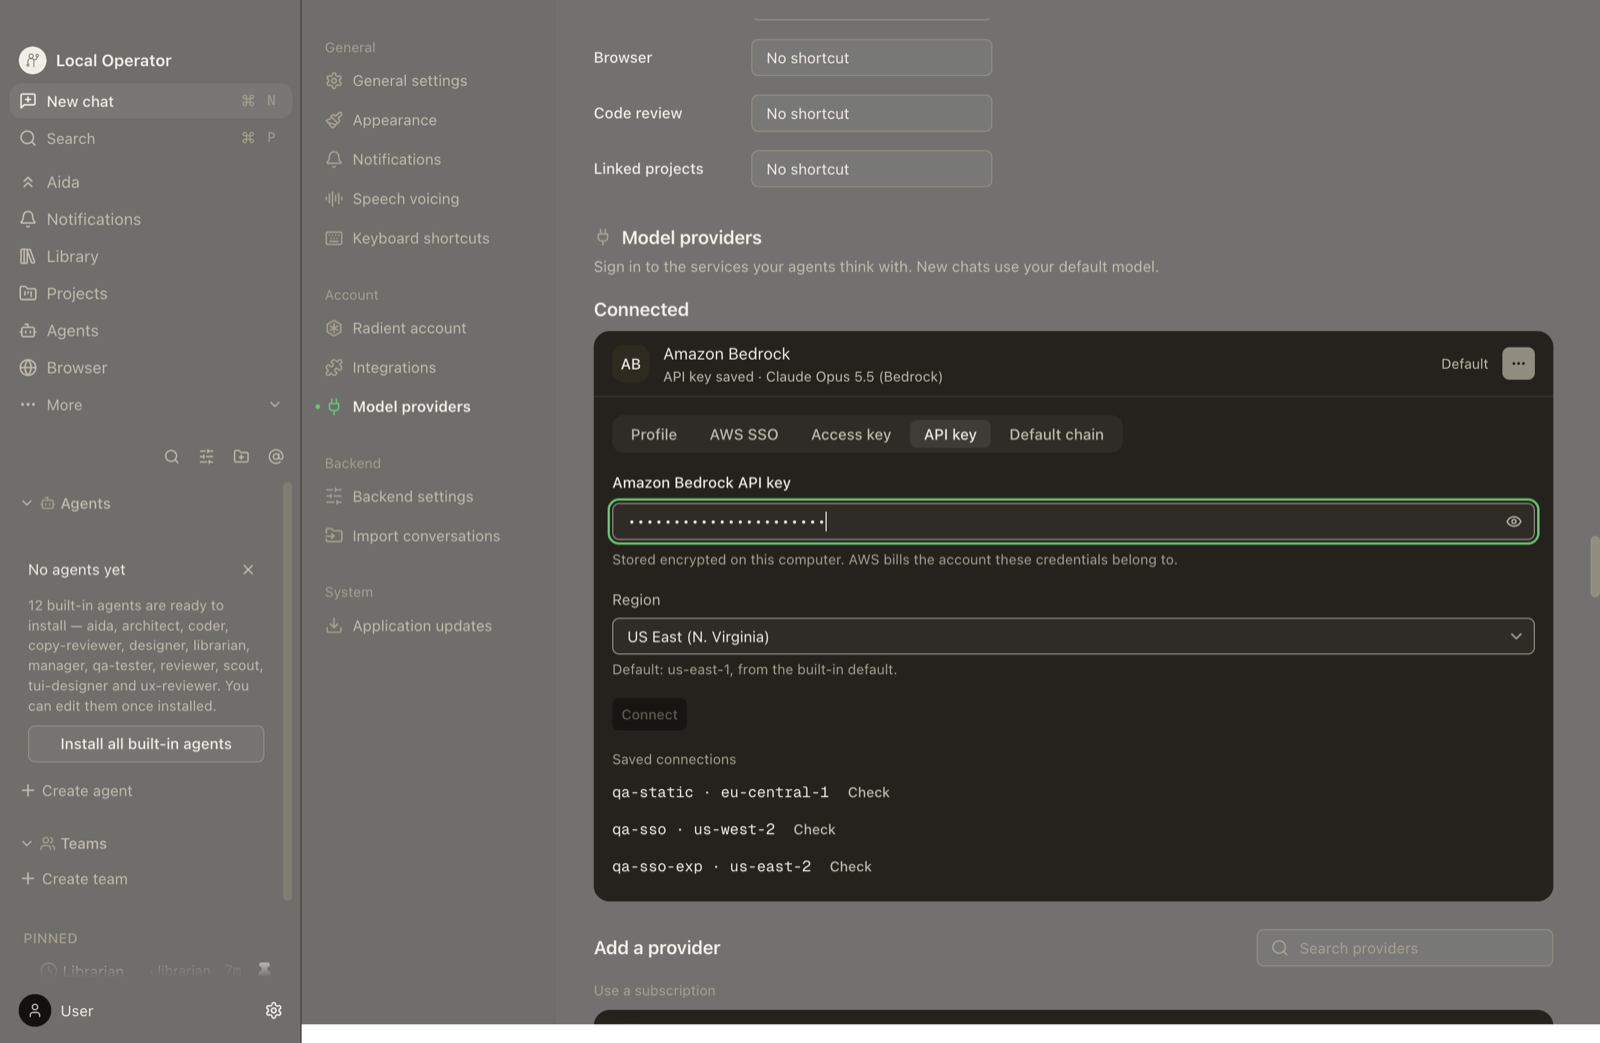 Local Operator
New chat ⌘ N
Search ⌘ P
Aida
Notifications
Library
Projects
Agents
Browser
More
Agents
No agents yet
12 built-in agents are ready to
install — aida, architect, coder,
copy-reviewer, designer, librarian,
manager, qa-tester, reviewer, scout,
tui-designer and ux-reviewer. You
can edit them once installed.
Install all built-in agents
Create agent
Teams
Create team
PINNED
Librarian · librarian 7m
User
General
General settings
Appearance
Notifications
Speech voicing
Keyboard shortcuts
Account
Radient account
Integrations
Model providers
Backend
Backend settings
Import conversations
System
Application updates
Browser No shortcut
Code review No shortcut
Linked projects No shortcut
Model providers
Sign in to the services your agents think with. New chats use your default model.
Connected
AB
Amazon Bedrock
API key saved · Claude Opus 5.5 (Bedrock)
Default
Profile AWS SSO Access key API key Default chain
Amazon Bedrock API key
Stored encrypted on this computer. AWS bills the account these credentials belong to.
Region
US East (N. Virginia)
Default: us-east-1, from the built-in default.
Connect
Saved connections
qa-static · eu-central-1 Check
qa-sso · us-west-2 Check
qa-sso-exp · us-east-2 Check
Add a provider
Search providers
Use a subscription